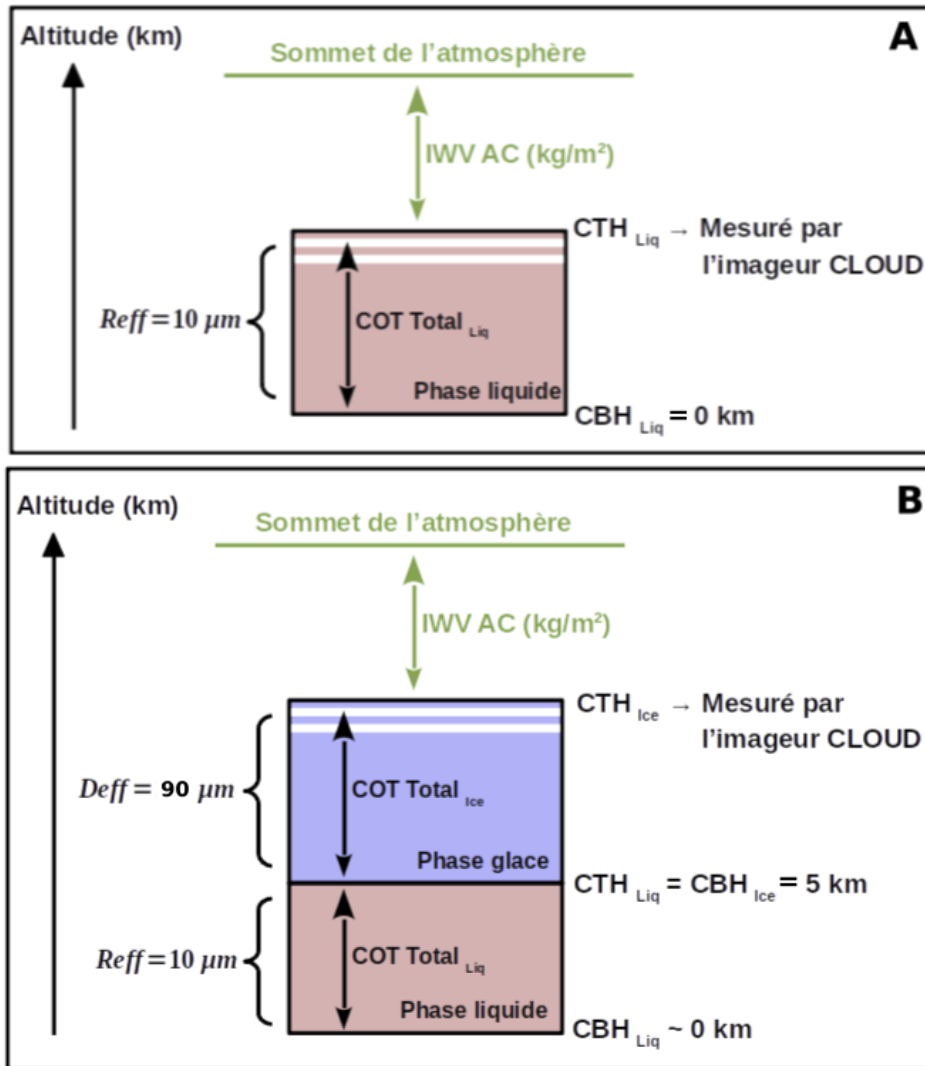 A
Altitude (km)
Sommet de l'atmosphère
IWV AC (kg/m²)
CTH Liq → Mesuré par
l'imageur CLOUD
Reff = 10 μm
COT Total Liq
Phase liquide
CBH Liq = 0 km
B
Altitude (km)
Sommet de l'atmosphère
IWV AC (kg/m²)
CTH Ice → Mesuré par
l'imageur CLOUD
Deff = 90 μm
COT Total Ice
Phase glace
CTH Liq = CBH Ice = 5 km
Reff = 10 μm
COT Total Liq
Phase liquide
CBH Liq ~ 0 km